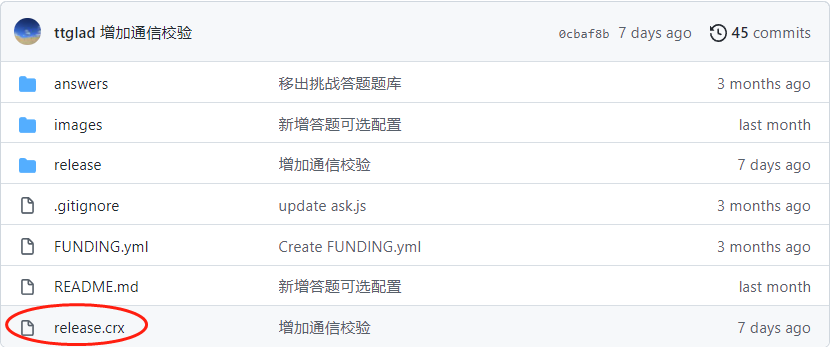 ttglad 增加通信校验 0cbaf8b 7 days ago 45 commits
answers 移出挑战答题题库 3 months ago
images 新增答题可选配置 last month
release 增加通信校验 7 days ago
.gitignore update ask.js 3 months ago
FUNDING.yml Create FUNDING.yml 3 months ago
README.md 新增答题可选配置 last month
release.crx 增加通信校验 7 days ago